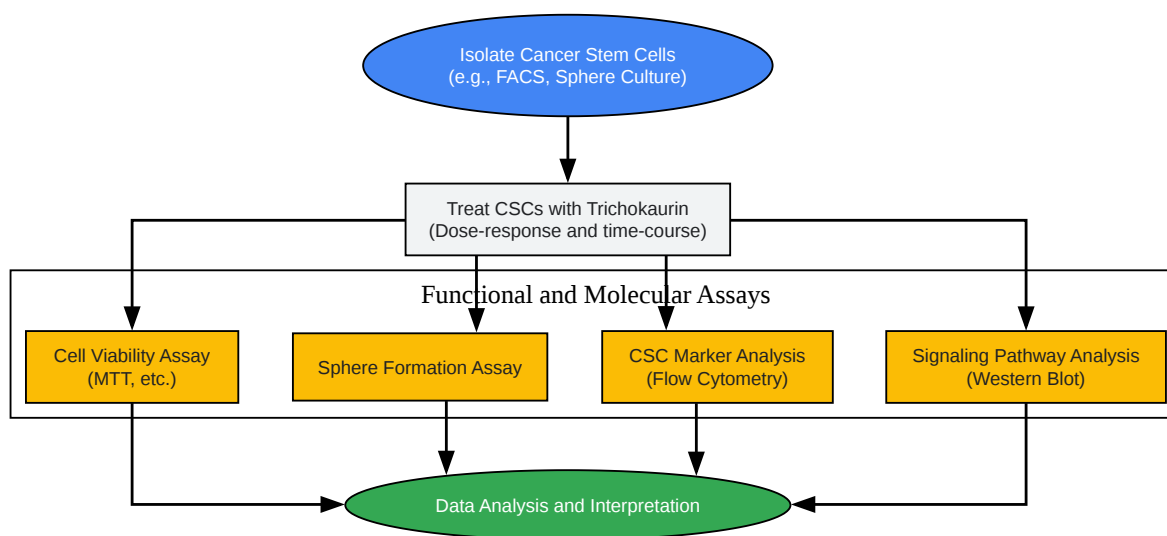 Isolate Cancer Stem Cells
(e.g., FACS, Sphere Culture)
Treat CSCs with Trichokaurin
(Dose-response and time-course)
Functional and Molecular Assays
Cell Viability Assay
(MTT, etc.)
Sphere Formation Assay
CSC Marker Analysis
(Flow Cytometry)
Signaling Pathway Analysis
(Western Blot)
Data Analysis and Interpretation